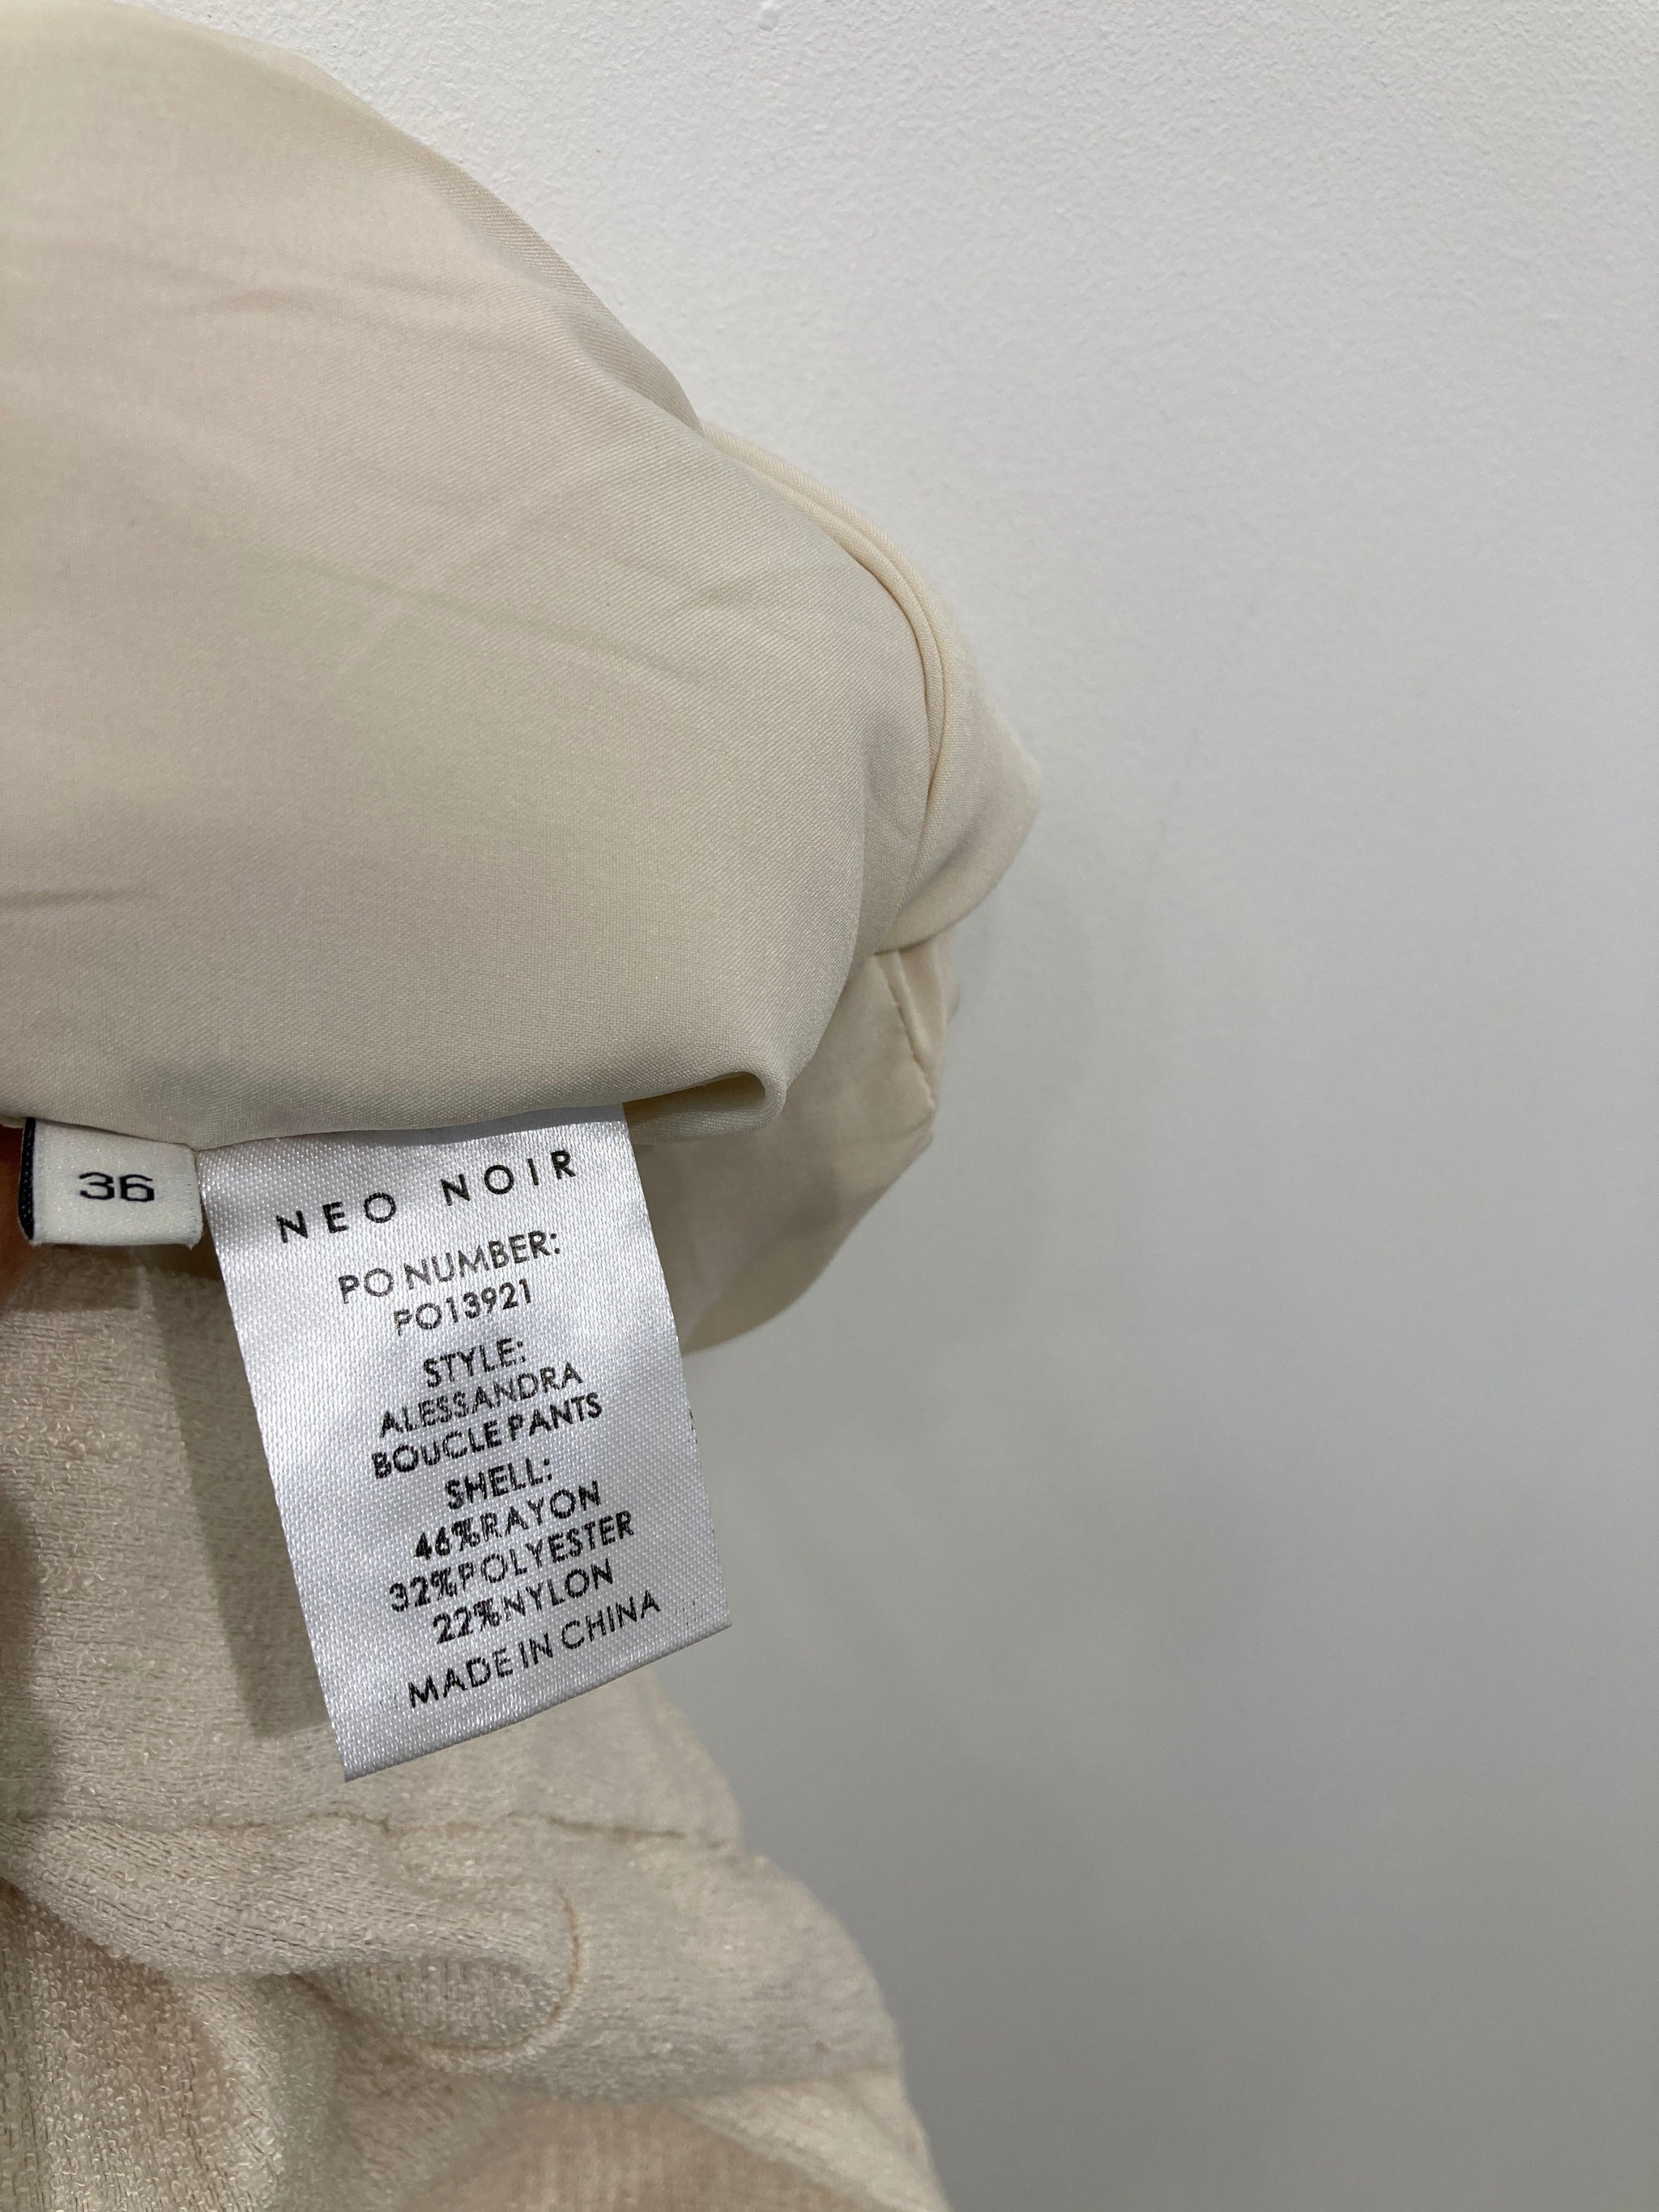 36
NEO NOIR
PO NUMBER:
PO13921
STYLE:
ALESSANDRA
BOUCLE PANTS
SHELL:
46%RAYON
32%POLYESTER
22%NYLON
MADE IN CHINA